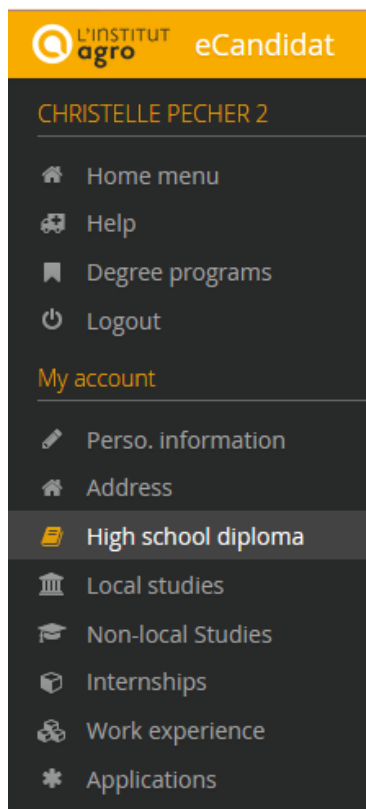 L'INSTITUT
agro eCandidat
CHRISTELLE PECHER 2
Home menu
Help
Degree programs
Logout
My account
Perso. information
Address
High school diploma
Local studies
Non-local Studies
Internships
Work experience
Applications